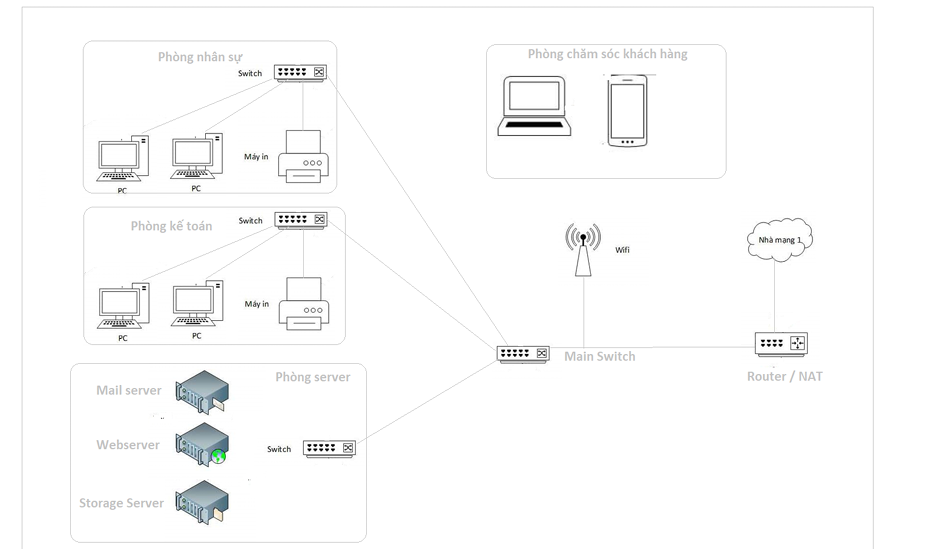 Phòng nhân sự
Switch
Máy in
PC
PC
Phòng chăm sóc khách hàng
Phòng kế toán
Switch
Máy in
PC
PC
Wifi
Nhà mạng 1
Main Switch
Router / NAT
Phòng server
Mail server
Webserver
Switch
Storage Server